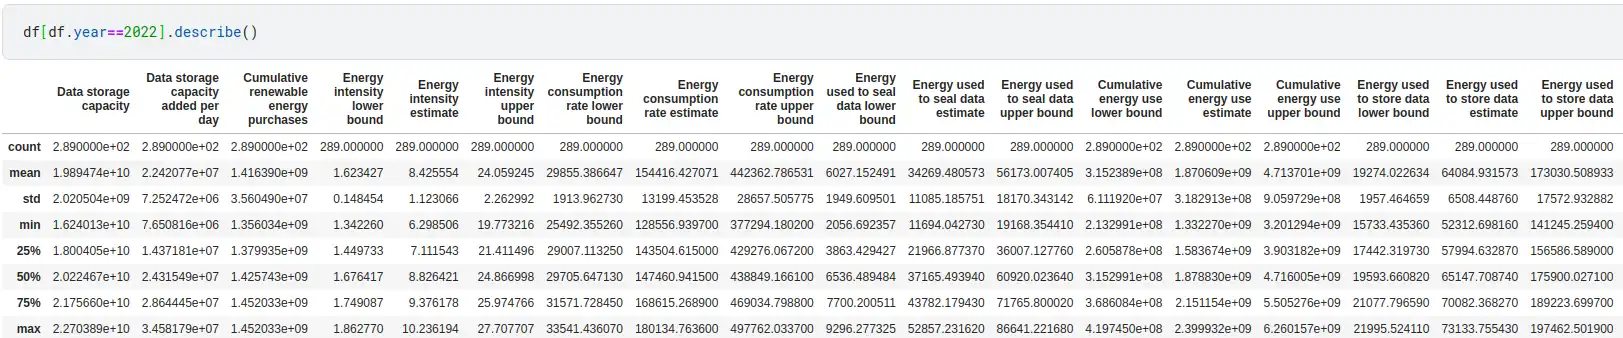 df[df.year==2022].describe()
Data storage capacity Data storage capacity added per day Cumulative renewable energy purchases Energy intensity lower bound Energy intensity estimate Energy intensity upper bound Energy consumption rate lower bound Energy consumption rate estimate Energy consumption rate upper bound Energy used to seal data lower bound Energy used to seal data estimate Energy used to seal data upper bound Cumulative energy use lower bound Cumulative energy use estimate Cumulative energy use upper bound Energy used to store data lower bound Energy used to store data estimate Energy used to store data upper bound
count 2.890000e+02 2.890000e+02 2.890000e+02 289.000000 289.000000 289.000000 289.000000 289.000000 289.000000 289.000000 289.000000 289.000000 2.890000e+02 2.890000e+02 2.890000e+02 289.000000 289.000000 289.000000
mean 1.989474e+10 2.242077e+07 1.416390e+09 1.623427 8.425554 24.059245 29855.386647 154416.427071 442362.786531 6027.152491 34269.480573 56173.007405 3.152389e+08 1.870609e+09 4.713701e+09 19274.022634 64084.931573 173030.508933
std 2.020504e+09 7.252472e+06 3.560490e+07 0.148454 1.123066 2.262992 1913.962730 13199.453528 28657.505775 1949.609501 11085.185751 18170.343142 6.111920e+07 3.182913e+08 9.059729e+08 1957.464659 6508.448760 17572.932882
min 1.624013e+10 7.650816e+06 1.356034e+09 1.342260 6.298506 19.773216 25492.355260 128556.939700 377294.180200 2056.692357 11694.042730 19168.354410 2.132991e+08 1.332270e+09 3.201294e+09 15733.435360 52312.698160 141245.259400
25% 1.800405e+10 1.437181e+07 1.379935e+09 1.449733 7.111543 21.411496 29007.113250 143504.615000 429276.067200 3863.429427 21966.877370 36007.127760 2.605878e+08 1.583674e+09 3.903182e+09 17442.319730 57994.632870 156586.589000
50% 2.022467e+10 2.431549e+07 1.425743e+09 1.676417 8.826421 24.866998 29705.647130 147460.941500 438849.166100 6536.489484 37165.493940 60920.023640 3.152991e+08 1.878830e+09 4.716005e+09 19593.660820 65147.708740 175900.027100
75% 2.175660e+10 2.864445e+07 1.452033e+09 1.749087 9.376178 25.974766 31571.728450 168615.268900 469034.798800 7700.200511 43782.179430 71765.800020 3.686084e+08 2.151154e+09 5.505276e+09 21077.796590 70082.368270 189223.699700
max 2.270389e+10 3.458179e+07 1.452033e+09 1.862770 10.236194 27.707707 33541.436070 180134.763600 497762.033700 9296.277325 52857.231620 86641.221680 4.197450e+08 2.399932e+09 6.260157e+09 21995.524110 73133.755430 197462.501900